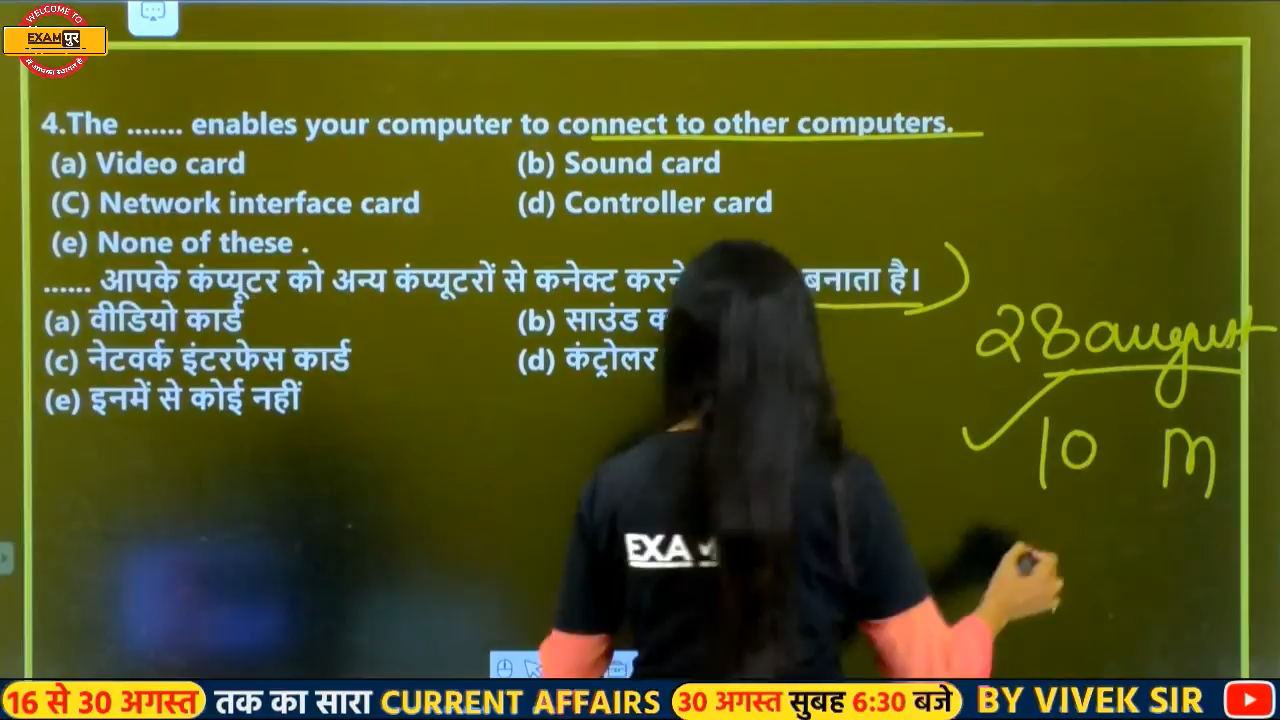 WELCOME TO
EXAMपुर
4.The ....... enables your computer to connect to other computers.
(a) Video card (b) Sound card
(C) Network interface card (d) Controller card
(e) None of these .
...... आपके कंप्यूटर को अन्य कंप्यूटरों से कनेक्ट बनाता है।
(a) वीडियो कार्ड (b) साउंड
(c) नेटवर्क इंटरफेस कार्ड (d) कंट्रोलर
(e) इनमें से कोई नहीं
28 august
10 m
EXAM
16 से 30 अगस्त तक का सारा CURRENT AFFAIRS 30 अगस्त सुबह 6:30 बजे BY VIVEK SIR